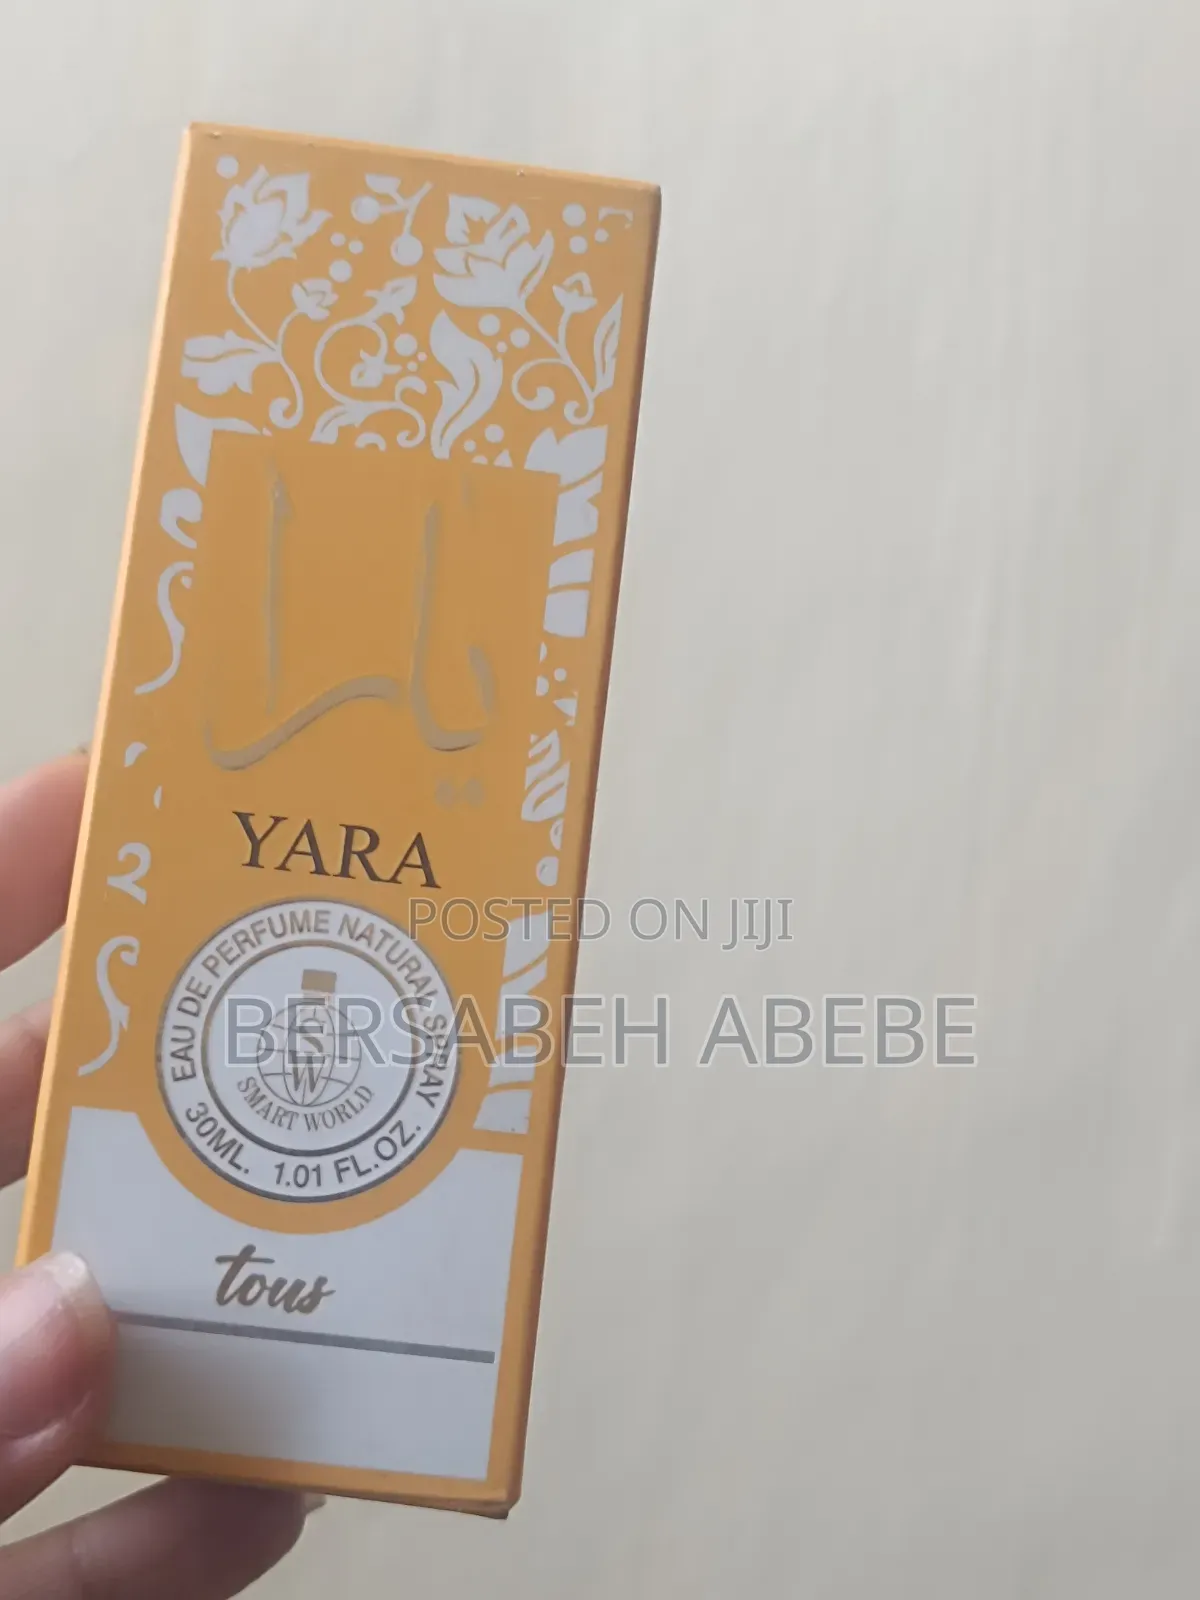 يارا
YARA
EAU DE PERFUME NATURAL SPRAY
SW
SMART WORLD
30ML. 1.01 FL.OZ.
tous
POSTED ON JIJI
BERSABEH ABEBE